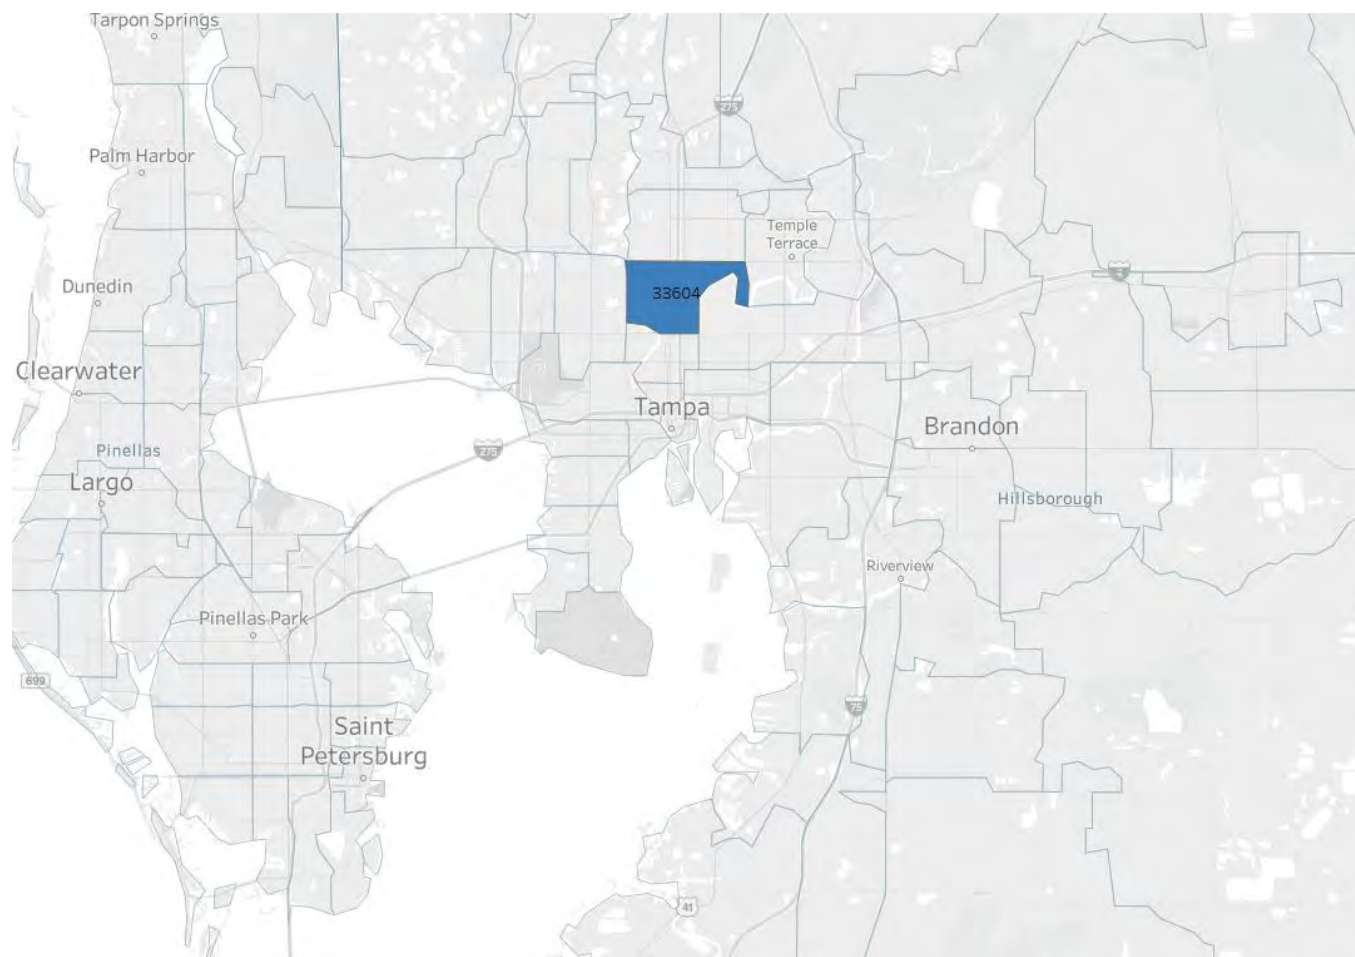 Tarpon Springs
275
Palm Harbor
Temple
Terrace
4
Dunedin
33604
Clearwater
Tampa
Brandon
Pinellas
275
Largo
Hillsborough
Riverview
Pinellas Park
699
75
Saint
Petersburg
41